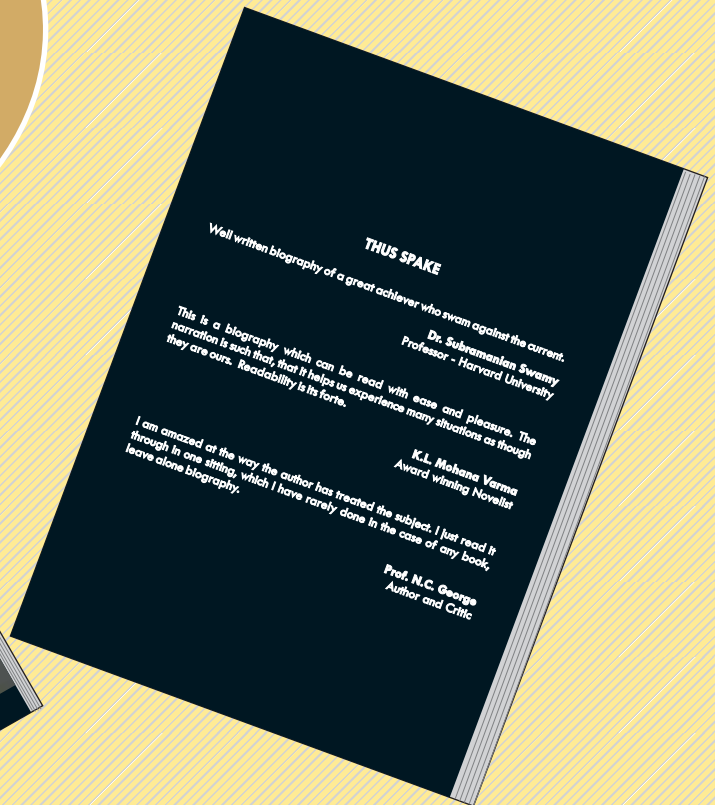 THUS SPAKE
Well written biography of a great achiever who swam against the current.
Dr. Subramanian Swamy
Professor - Harvard University
This is a biography which can be read with ease and pleasure. The
narration is such that, that it helps us experience many situations as though
they are ours. Readability is its forte.
K.L. Mohana Varma
Award winning Novelist
I am amazed at the way the author has treated the subject. I just read it
through in one sitting, which I have rarely done in the case of any book,
leave alone biography.
Prof. N.C. George
Author and Critic